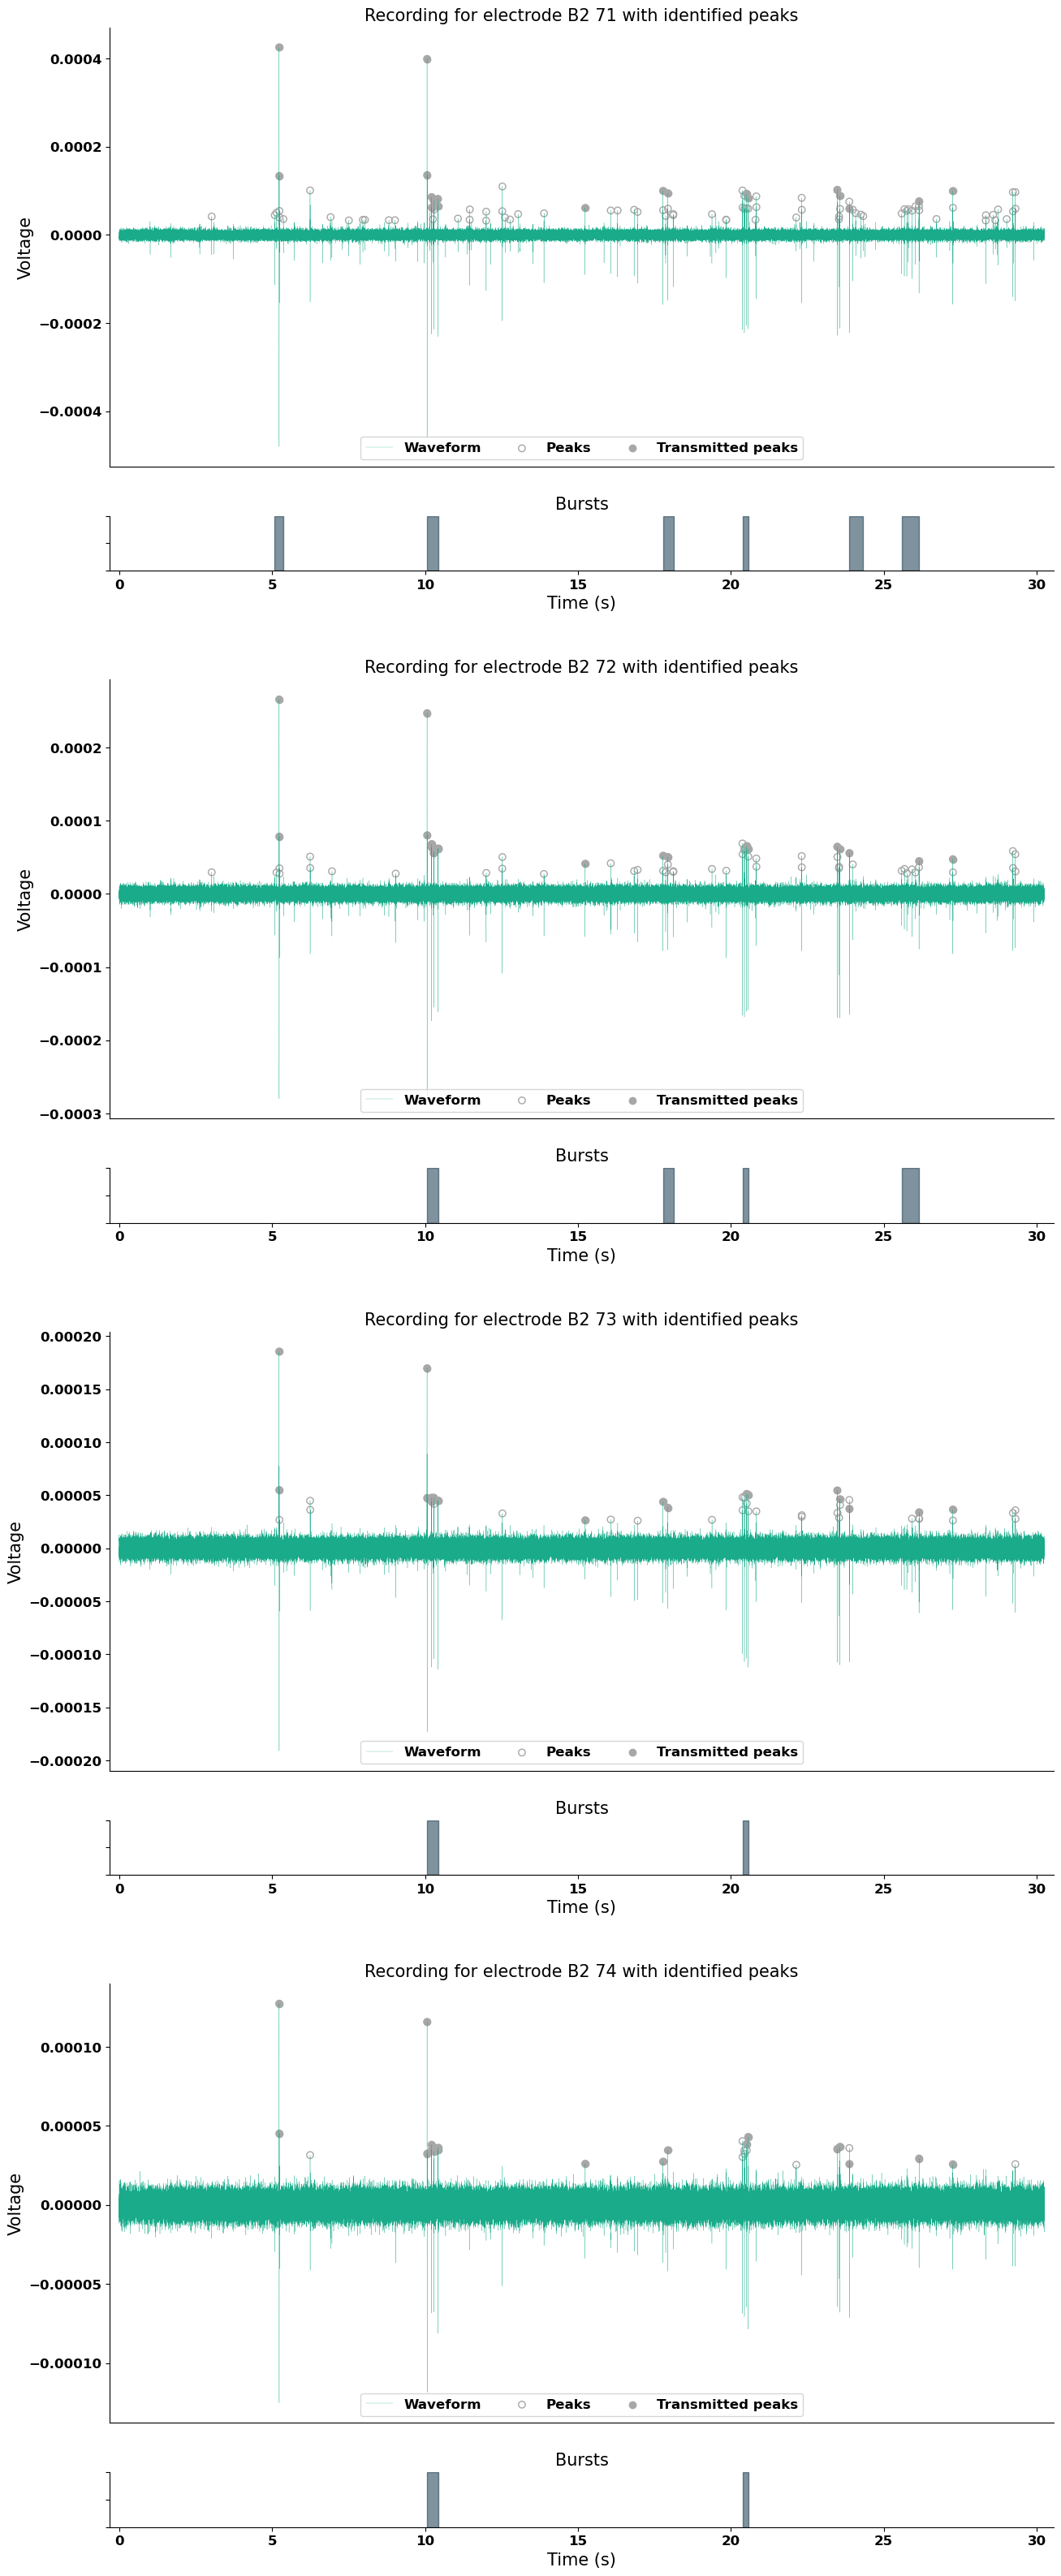 Recording for electrode B2 71 with identified peaks
0.0004
0.0002
0.0000
−0.0002
−0.0004
Voltage
Waveform Peaks Transmitted peaks
Bursts
0 5 10 15 20 25 30
Time (s)
Recording for electrode B2 72 with identified peaks
0.0002
0.0001
0.0000
−0.0001
−0.0002
−0.0003
Voltage
Waveform Peaks Transmitted peaks
Bursts
0 5 10 15 20 25 30
Time (s)
Recording for electrode B2 73 with identified peaks
0.00020
0.00015
0.00010
0.00005
0.00000
−0.00005
−0.00010
−0.00015
−0.00020
Voltage
Waveform Peaks Transmitted peaks
Bursts
0 5 10 15 20 25 30
Time (s)
Recording for electrode B2 74 with identified peaks
0.00010
0.00005
0.00000
−0.00005
−0.00010
Voltage
Waveform Peaks Transmitted peaks
Bursts
0 5 10 15 20 25 30
Time (s)